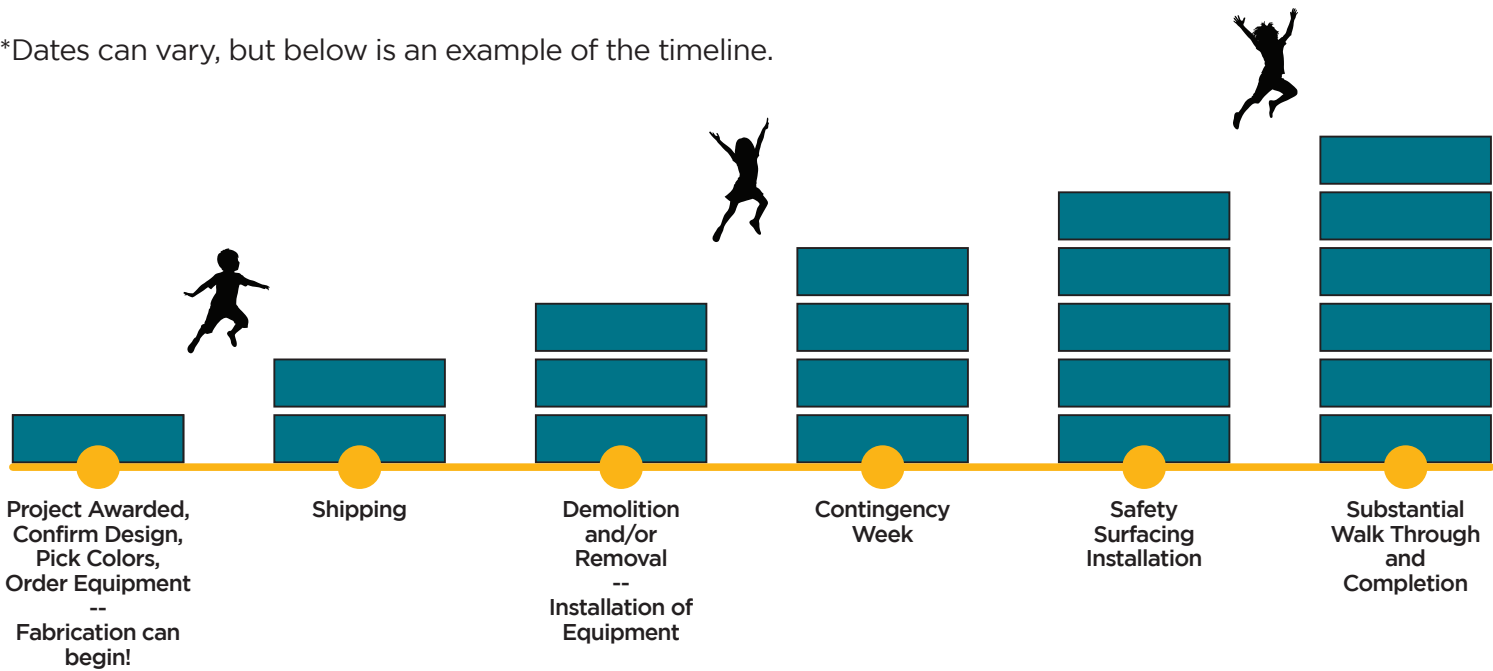 *Dates can vary, but below is an example of the timeline.
Project Awarded,
Confirm Design,
Pick Colors,
Order Equipment
--
Fabrication can
begin!
Shipping
Demolition
and/or
Removal
--
Installation of
Equipment
Contingency
Week
Safety
Surfacing
Installation
Substantial
Walk Through
and
Completion